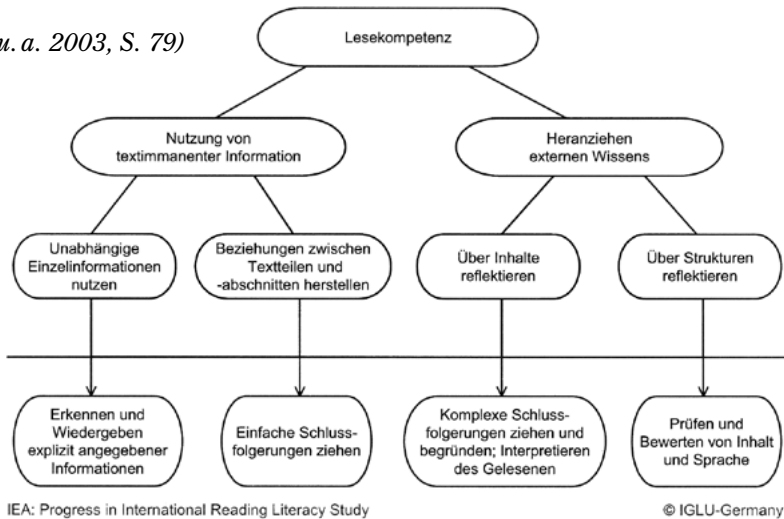 u. a. 2003, S. 79)
Lesekompetenz
Nutzung von
textimmanenter Information
Heranziehen
externen Wissens
Unabhängige
Einzelinformationen
nutzen
Beziehungen zwischen
Textteilen und
-abschnitten herstellen
Über Inhalte
reflektieren
Über Strukturen
reflektieren
Erkennen und
Wiedergeben
explizit angegebener
Informationen
Einfache Schluss-
folgerungen ziehen
Komplexe Schluss-
folgerungen ziehen und
begründen; Interpretieren
des Gelesenen
Prüfen und
Bewerten von Inhalt
und Sprache
IEA: Progress in International Reading Literacy Study
© IGLU-Germany